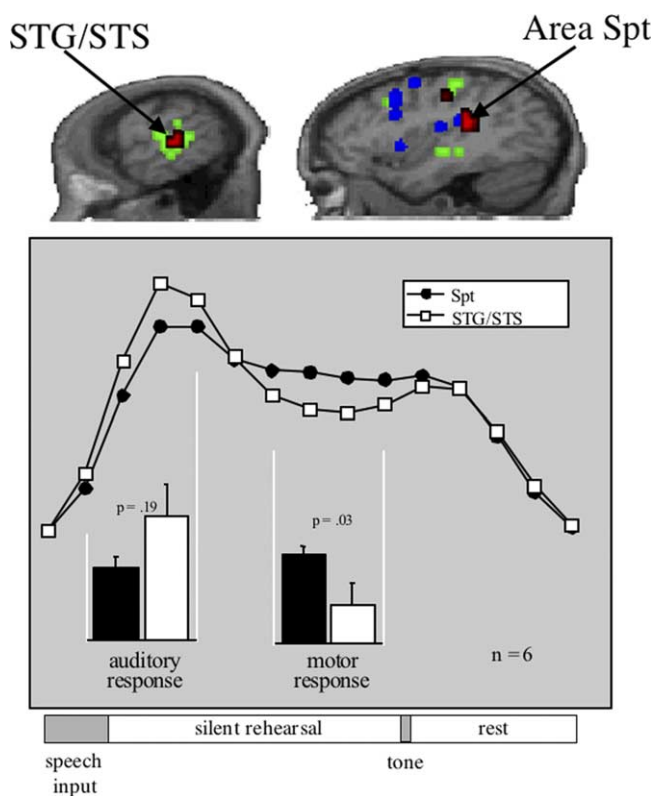 STG/STS
Area Spt
Spt
STG/STS
p = .19
p = .03
auditory
response
motor
response
n = 6
silent rehearsal
rest
speech
input
tone